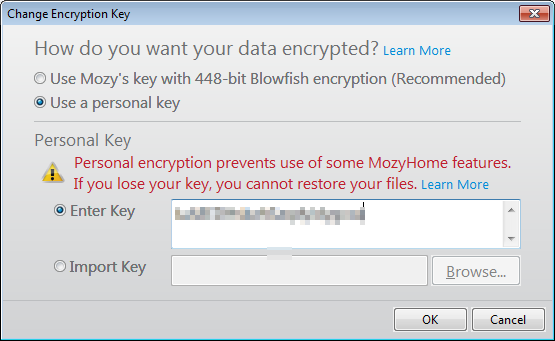 Change Encryption Key
How do you want your data encrypted? Learn More
Use Mozy's key with 448-bit Blowfish encryption (Recommended)
Use a personal key
Personal Key
Personal encryption prevents use of some MozyHome features.
If you lose your key, you cannot restore your files. Learn More
Enter Key
Import Key
Browse...
OK
Cancel